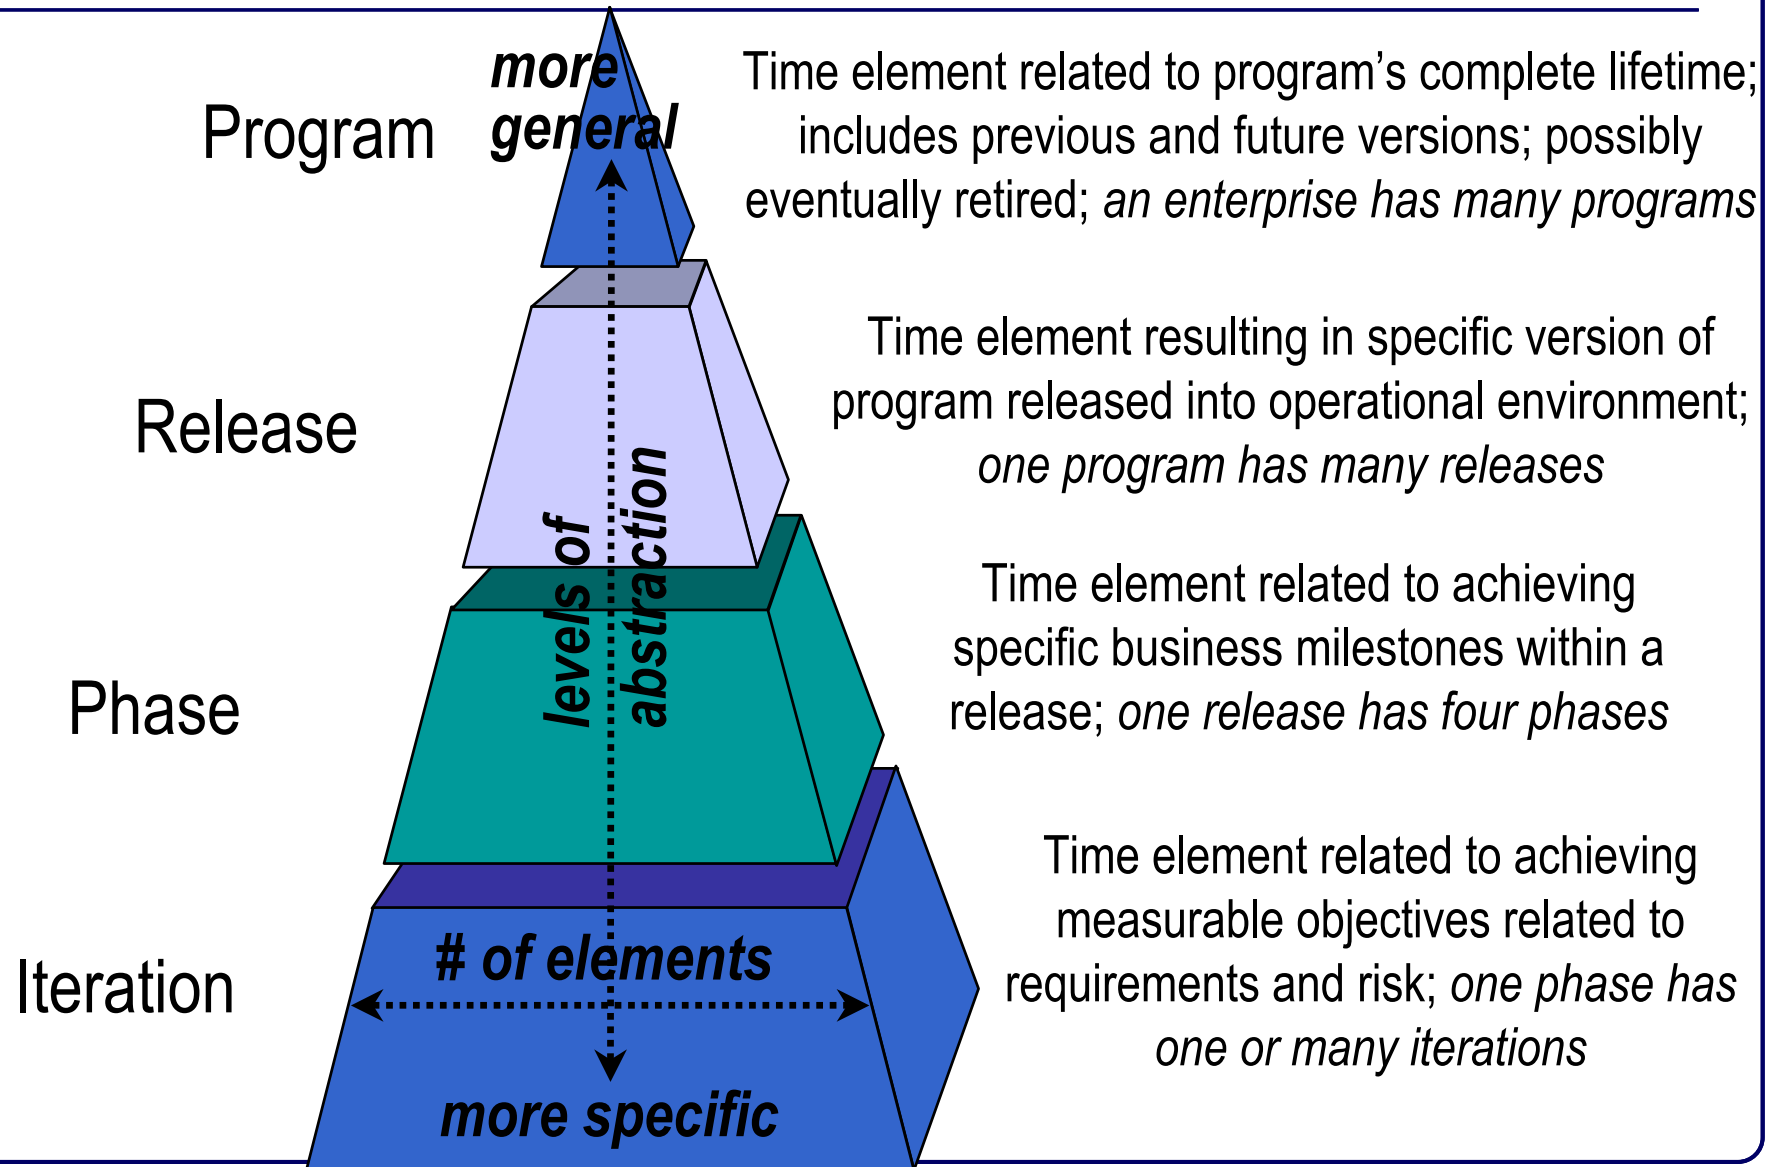 more
general
Program
Time element related to program’s complete lifetime;
includes previous and future versions; possibly
eventually retired; an enterprise has many programs
Release
Time element resulting in specific version of
program released into operational environment;
one program has many releases
levels of
abstraction
Phase
Time element related to achieving
specific business milestones within a
release; one release has four phases
Iteration
# of elements
more specific
Time element related to achieving
measurable objectives related to
requirements and risk; one phase has
one or many iterations